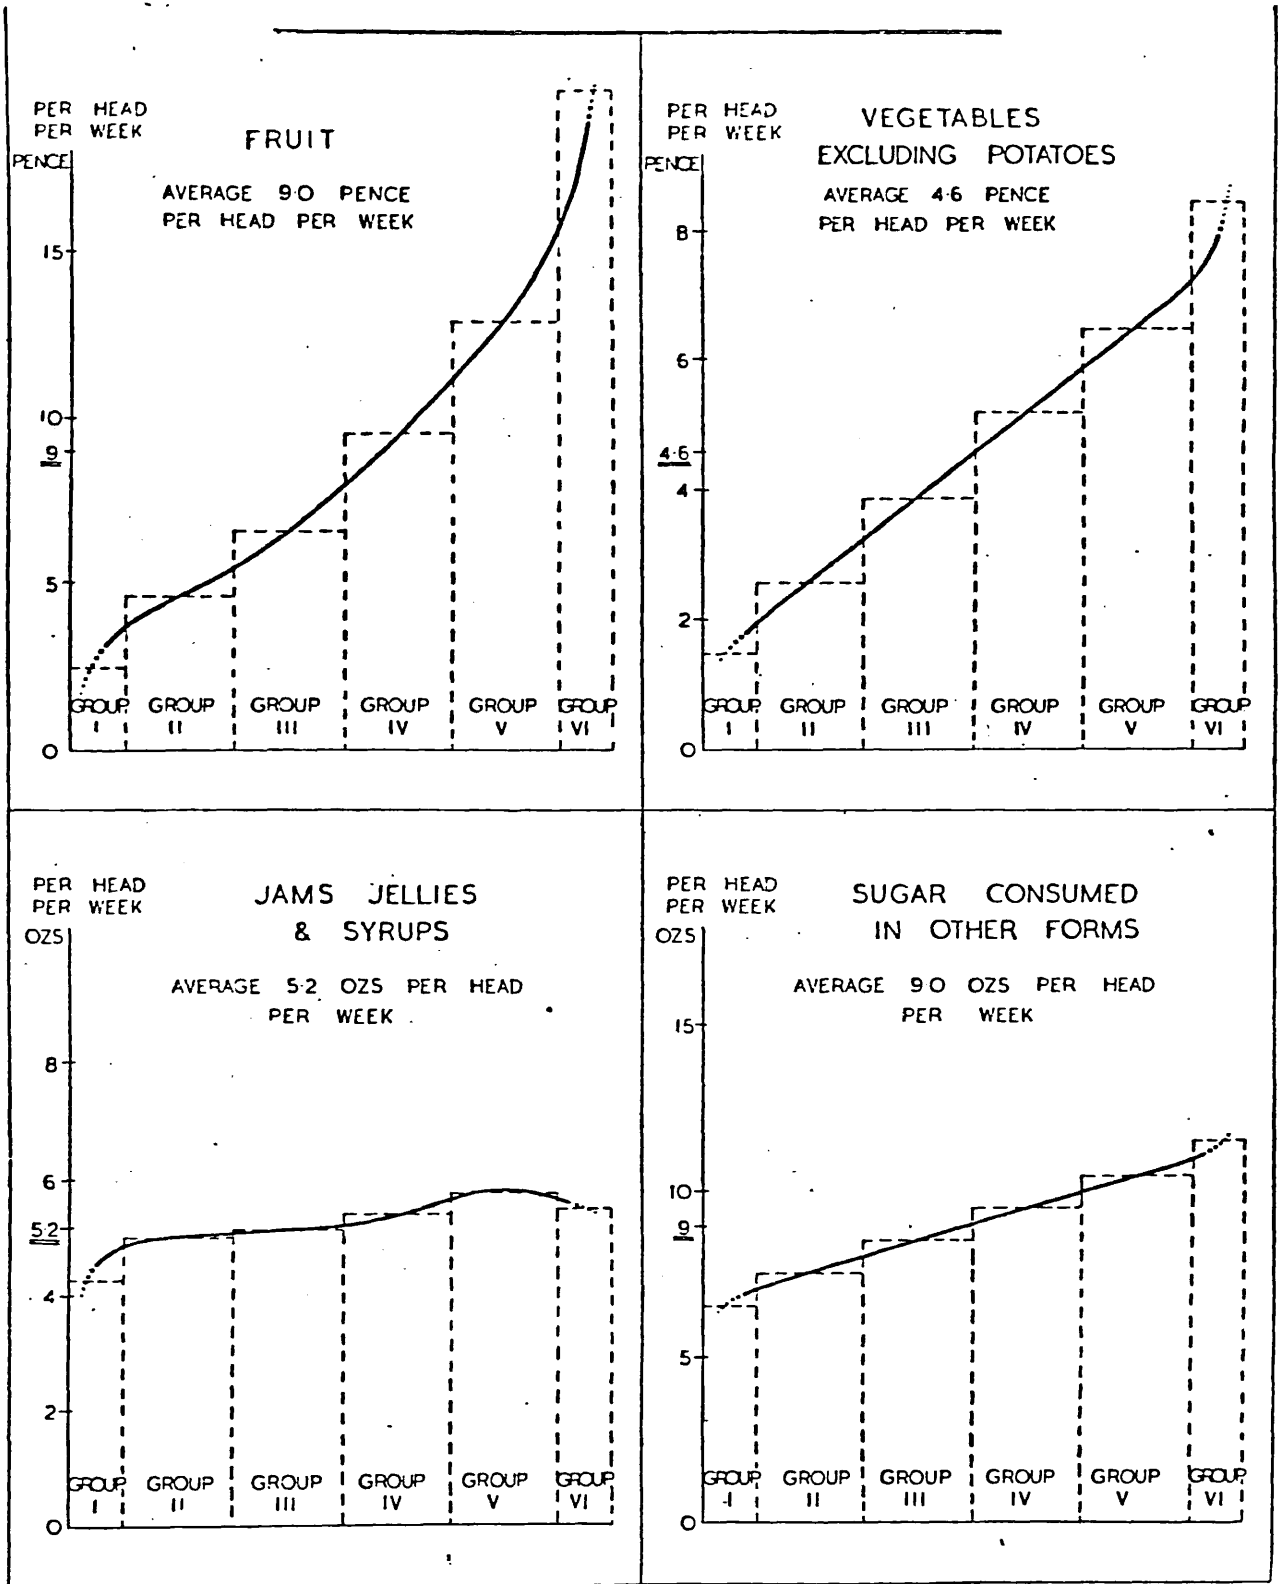 PER HEAD
PER WEEK
PENCE
FRUIT
AVERAGE 9·0 PENCE
PER HEAD PER WEEK
15
10
9
5
0
GROUP I
GROUP II
GROUP III
GROUP IV
GROUP V
GROUP VI
PER HEAD
PER WEEK
PENCE
VEGETABLES
EXCLUDING POTATOES
AVERAGE 4·6 PENCE
PER HEAD PER WEEK
8
6
4·6
4
2
0
GROUP I
GROUP II
GROUP III
GROUP IV
GROUP V
GROUP VI
PER HEAD
PER WEEK
OZS
JAMS JELLIES
& SYRUPS
AVERAGE 5·2 OZS PER HEAD
PER WEEK
8
6
5·2
4
2
0
GROUP I
GROUP II
GROUP III
GROUP IV
GROUP V
GROUP VI
PER HEAD
PER WEEK
OZS
SUGAR CONSUMED
IN OTHER FORMS
AVERAGE 9·0 OZS PER HEAD
PER WEEK
15
10
9
5
0
GROUP I
GROUP II
GROUP III
GROUP IV
GROUP V
GROUP VI